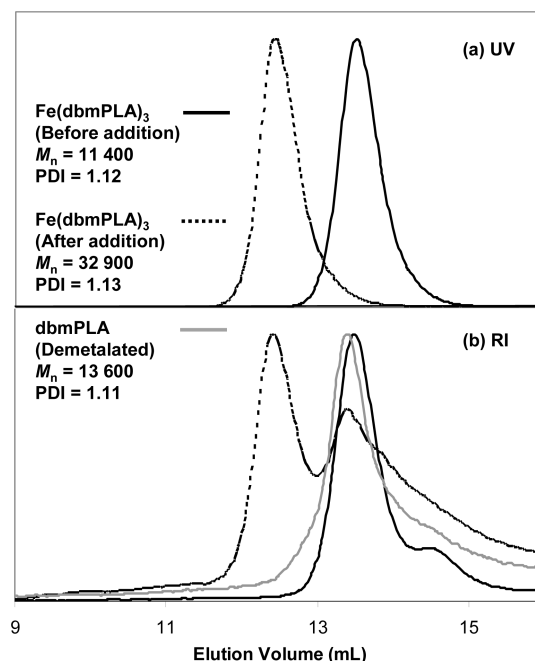 (a) UV
Fe(dbmPLA)₃
(Before addition)
Mn = 11 400
PDI = 1.12
Fe(dbmPLA)₃
(After addition)
Mn = 32 900
PDI = 1.13
dbmPLA
(Demetalated)
Mn = 13 600
PDI = 1.11
(b) RI
9 11 13 15
Elution Volume (mL)